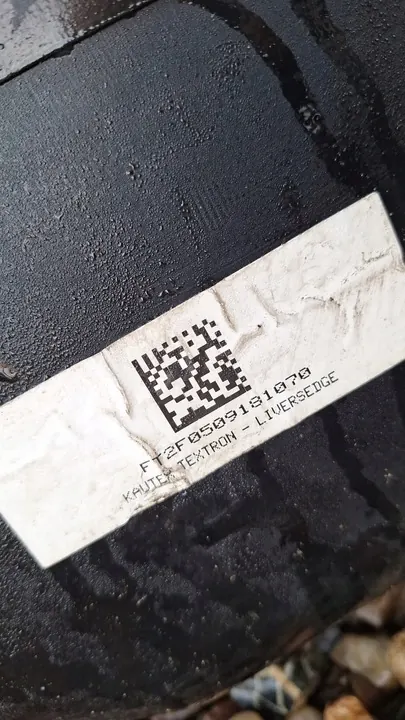 FT2F0509181070
KAUTEX TEXTRON - LIVERSEDGE